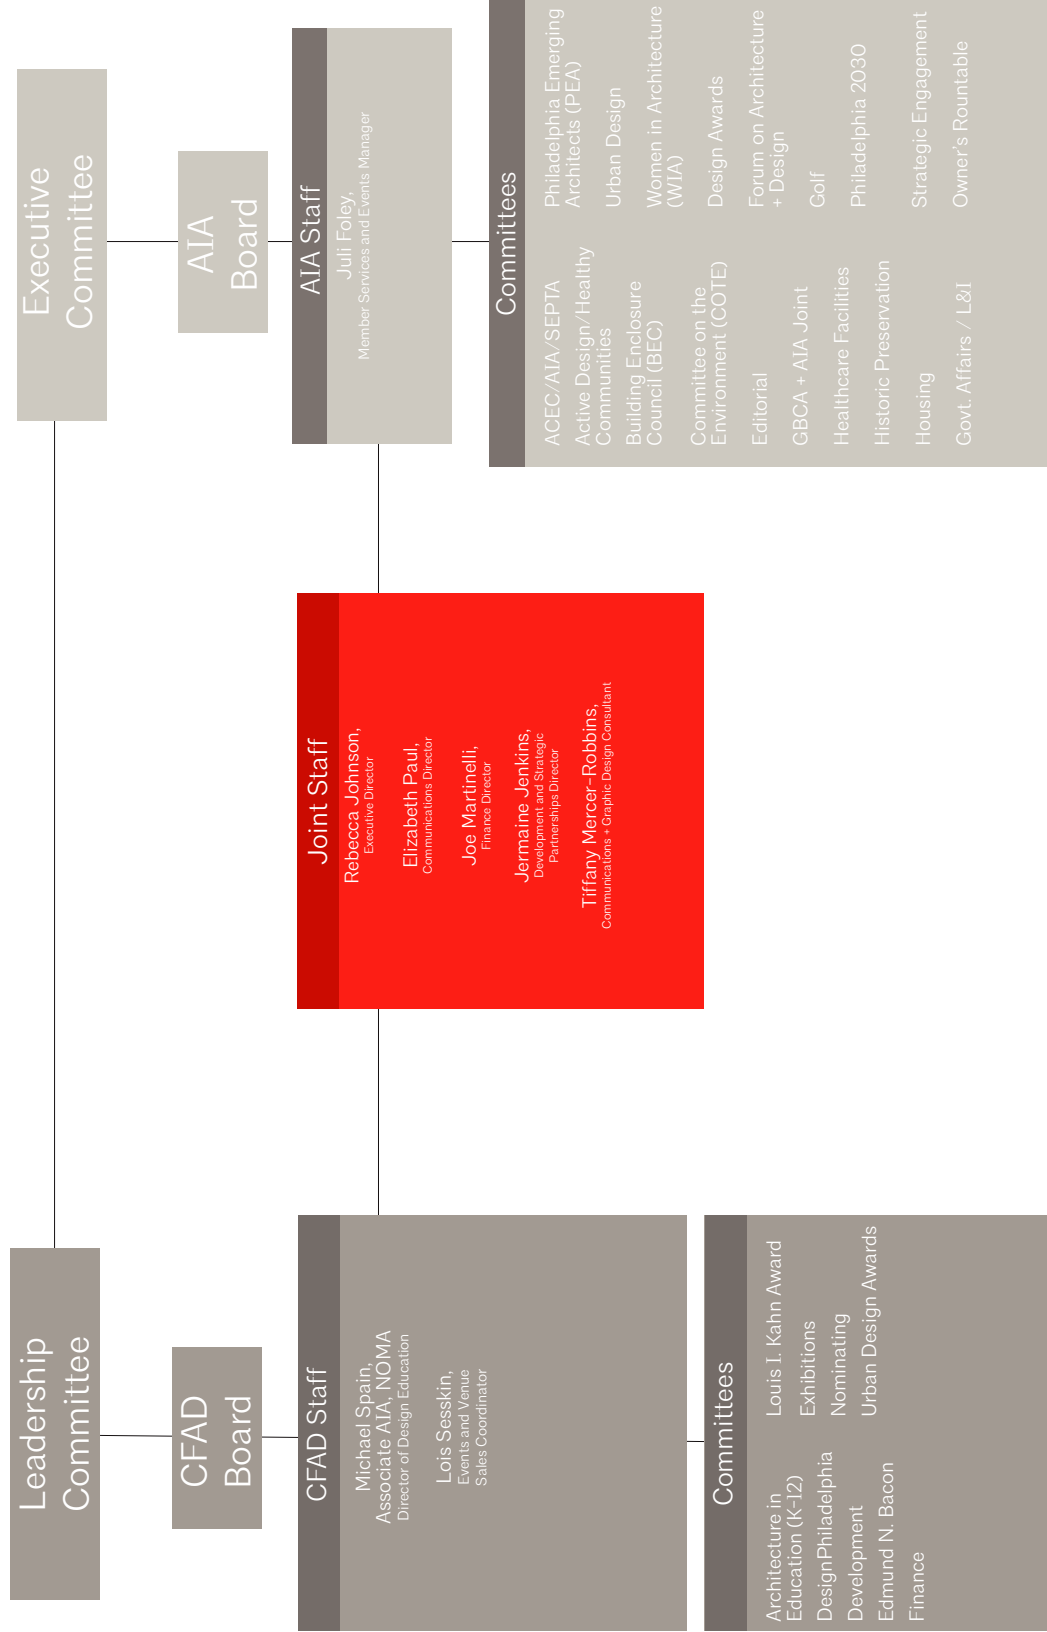 Leadership
Committee
CFAD
Board
CFAD Staff
Michael Spain,
Associate AIA, NOMA
Director of Design Education
Lois Sesskin,
Events and Venue
Sales Coordinator
Committees
Architecture in
Education (K-12)
DesignPhiladelphia
Development
Edmund N. Bacon
Finance
Louis I. Kahn Award
Exhibitions
Nominating
Urban Design Awards
Joint Staff
Rebecca Johnson,
Executive Director
Elizabeth Paul,
Communications Director
Joe Martinelli,
Finance Director
Jermaine Jenkins,
Development and Strategic
Partnerships Director
Tiffany Mercer-Robbins,
Communications + Graphic Design Consultant
Executive
Committee
AIA
Board
AIA Staff
Juli Foley,
Member Services and Events Manager
Committees
ACEC/AIA/SEPTA
Active Design/Healthy
Communities
Building Enclosure
Council (BEC)
Committee on the
Environment (COTE)
Editorial
GBCA + AIA Joint
Healthcare Facilities
Historic Preservation
Housing
Govt. Affairs / L&I
Philadelphia Emerging
Architects (PEA)
Urban Design
Women in Architecture
(WIA)
Design Awards
Forum on Architecture
+ Design
Golf
Philadelphia 2030
Strategic Engagement
Owner's Rountable